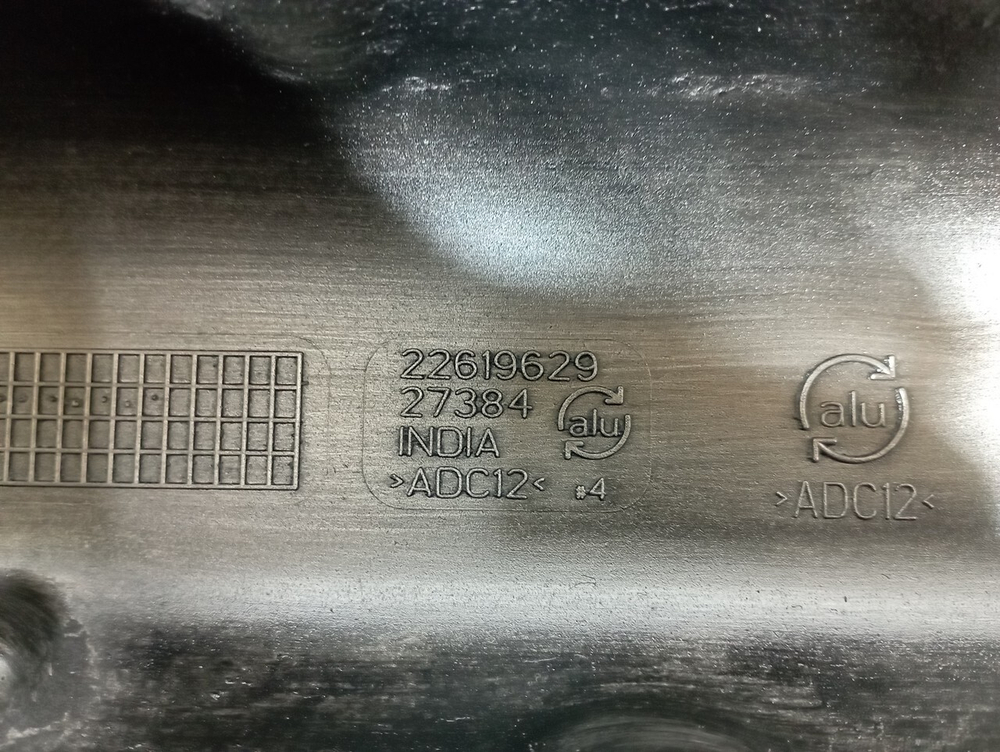 22619629
27384
INDIA
alu
>ADC12<
#4
alu
>ADC12<